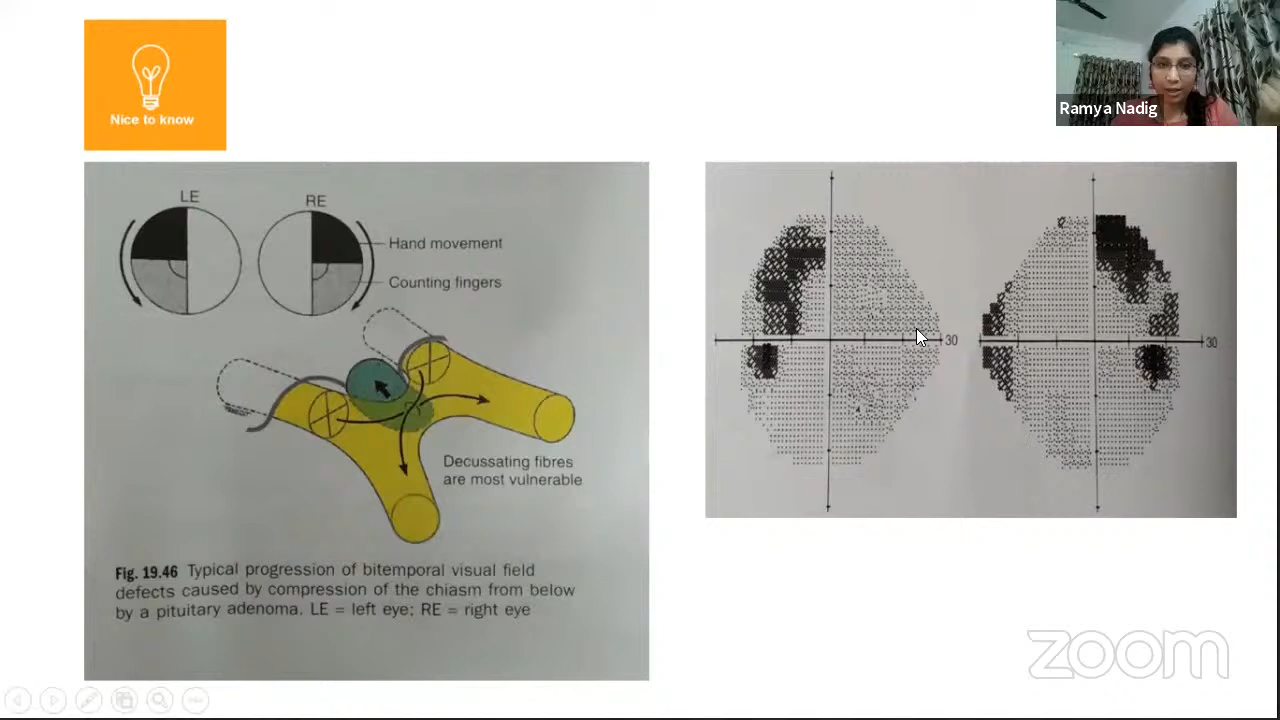 Nice to know
Ramya Nadig
LE
RE
Hand movement
Counting fingers
Decussating fibres
are most vulnerable
Fig. 19.46 Typical progression of bitemporal visual field
defects caused by compression of the chiasm from below
by a pituitary adenoma. LE = left eye; RE = right eye
30
30
zoom